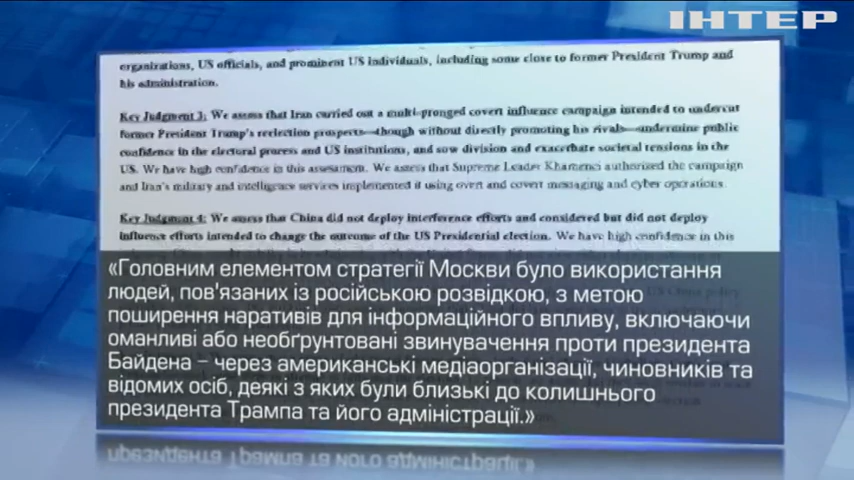 ІНТЕР
organizations, US officials, and prominent US individuals, including some close to former President Trump and
his administration.
Key Judgment 3: We assess that Iran carried out a multi-pronged covert influence campaign intended to undercut
former President Trump's reelection prospects—though without directly promoting his rivals—undermine public
confidence in the electoral process and US institutions, and sow division and exacerbate societal tensions in the
US. We have high confidence in this assessment. We assess that Supreme Leader Khamenei authorized the campaign
and Iran's military and intelligence services implemented it using overt and covert messaging and cyber operations.
Key Judgment 4: We assess that China did not deploy interference efforts and considered but did not deploy
influence efforts intended to change the outcome of the US Presidential election. We have high confidence in this
«Головним елементом стратегії Москви було використання
людей, пов'язаних із російською розвідкою, з метою
поширення наративів для інформаційного впливу, включаючи
оманливі або необґрунтовані звинувачення проти президента
Байдена – через американські медіаорганізації, чиновників та
відомих осіб, деякі з яких були близькі до колишнього
президента Трампа та його адміністрації.»